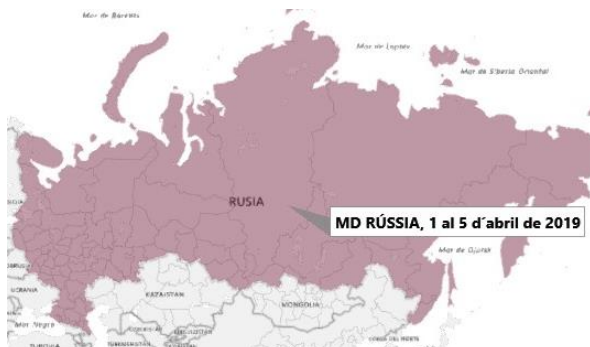 Mar de Barents
Mar de Laptev
Mar de Siberia Oriental
RUSIA
MD RÚSSIA, 1 al 5 d´abril de 2019
Mar de Ojotsk
UCRANIA
KAZAJSTAN
MONGOLIA
Mar Negro